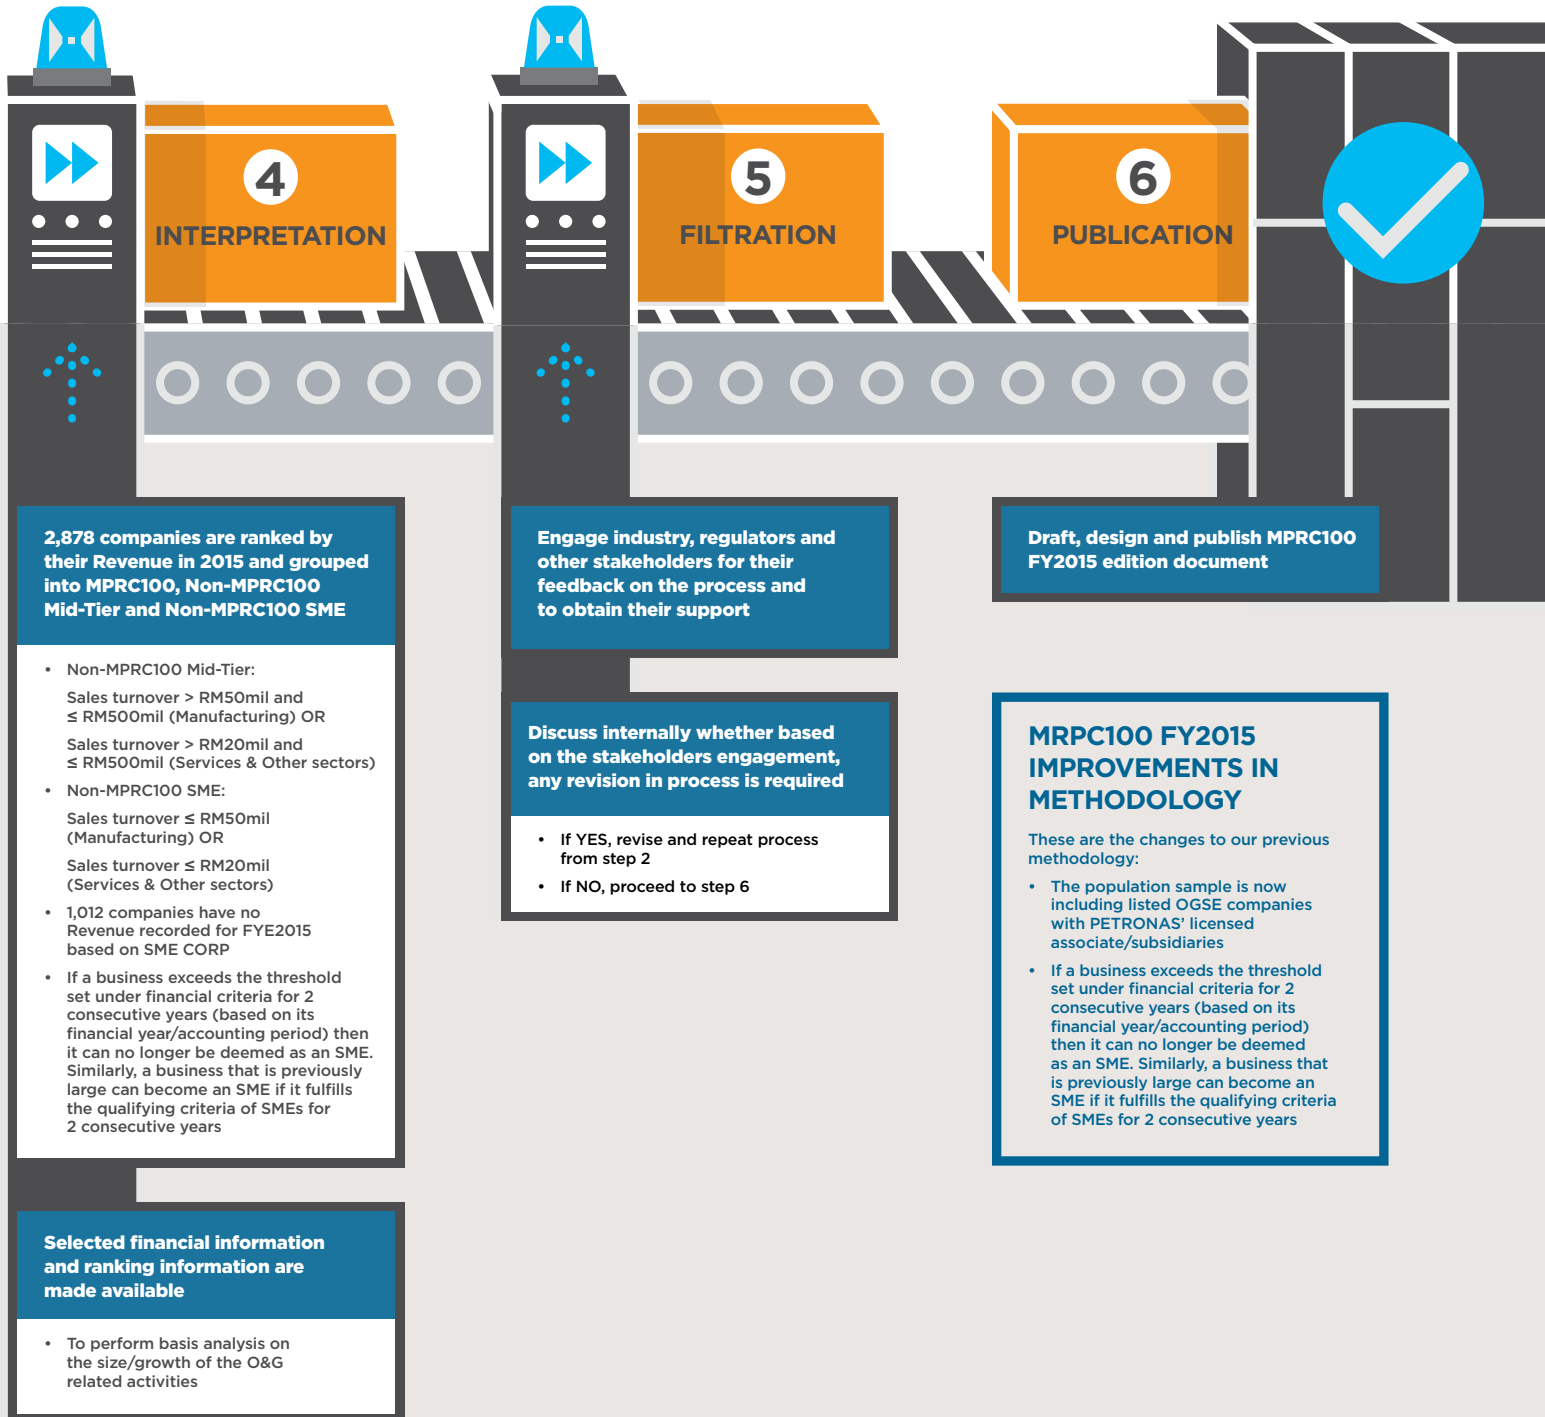 4
INTERPRETATION
2,878 companies are ranked by
their Revenue in 2015 and grouped
into MPRC100, Non-MPRC100
Mid-Tier and Non-MPRC100 SME
• Non-MPRC100 Mid-Tier:
Sales turnover > RM50mil and
≤ RM500mil (Manufacturing) OR
Sales turnover > RM20mil and
≤ RM500mil (Services & Other sectors)
• Non-MPRC100 SME:
Sales turnover ≤ RM50mil
(Manufacturing) OR
Sales turnover ≤ RM20mil
(Services & Other sectors)
• 1,012 companies have no
Revenue recorded for FYE2015
based on SME CORP
• If a business exceeds the threshold
set under financial criteria for 2
consecutive years (based on its
financial year/accounting period) then
it can no longer be deemed as an SME.
Similarly, a business that is previously
large can become an SME if it fulfills
the qualifying criteria of SMEs for
2 consecutive years
Selected financial information
and ranking information are
made available
• To perform basis analysis on
the size/growth of the O&G
related activities
5
FILTRATION
Engage industry, regulators and
other stakeholders for their
feedback on the process and
to obtain their support
Discuss internally whether based
on the stakeholders engagement,
any revision in process is required
• If YES, revise and repeat process
from step 2
• If NO, proceed to step 6
6
PUBLICATION
Draft, design and publish MPRC100
FY2015 edition document
MRPC100 FY2015
IMPROVEMENTS IN
METHODOLOGY
These are the changes to our previous
methodology:
• The population sample is now
including listed OGSE companies
with PETRONAS’ licensed
associate/subsidiaries
• If a business exceeds the threshold
set under financial criteria for 2
consecutive years (based on its
financial year/accounting period)
then it can no longer be deemed
as an SME. Similarly, a business that
is previously large can become an
SME if it fulfills the qualifying criteria
of SMEs for 2 consecutive years